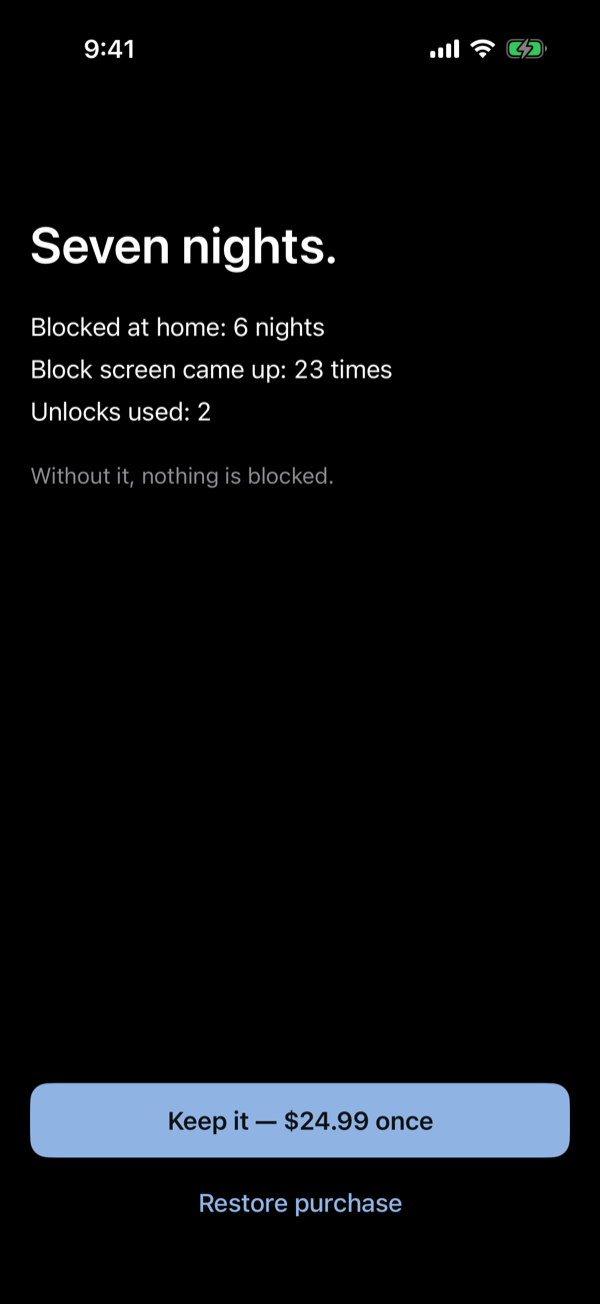 9:41
Seven nights.
Blocked at home: 6 nights
Block screen came up: 23 times
Unlocks used: 2
Without it, nothing is blocked.
Keep it — $24.99 once
Restore purchase